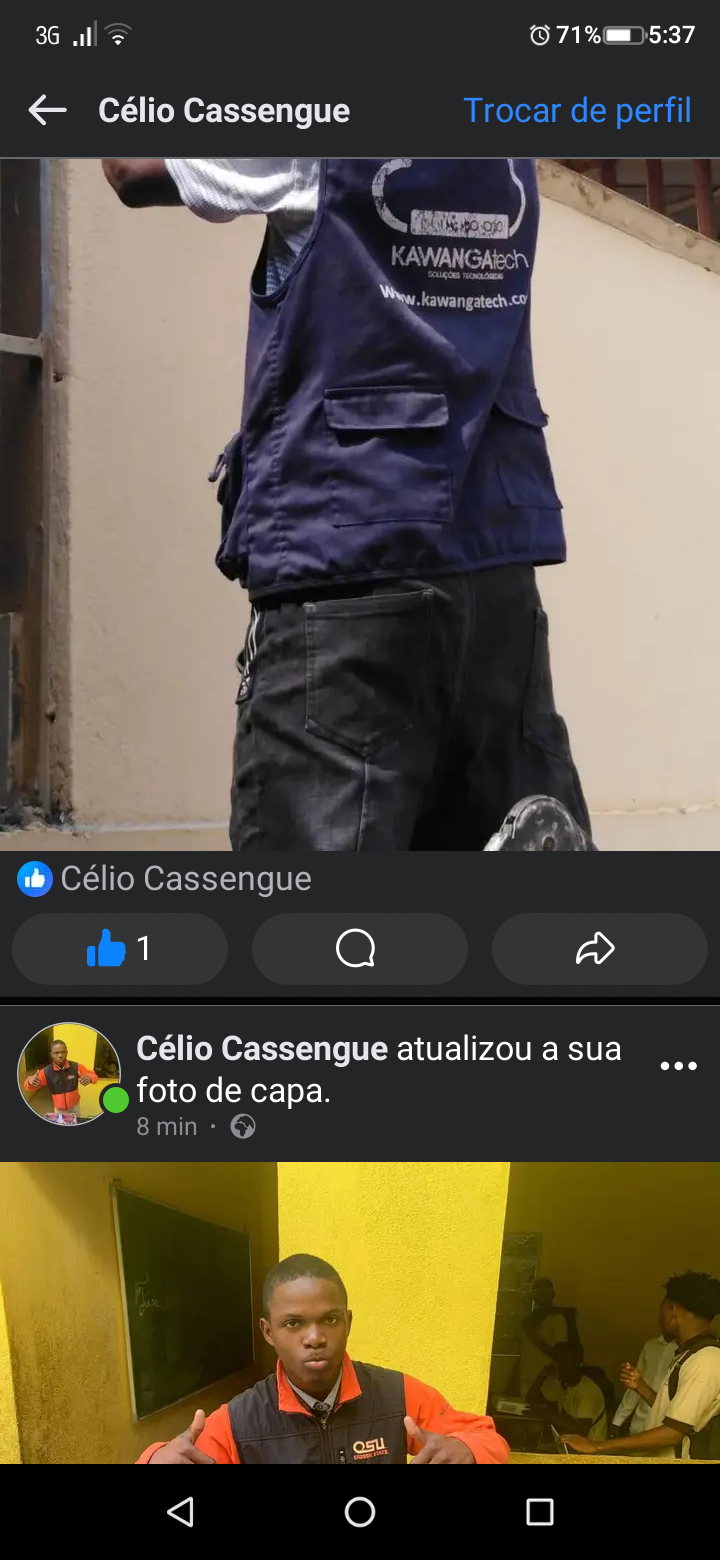 3G 71% 5:37
Célio Cassengue Trocar de perfil
KAWANGAtech
SOLUÇÕES TECNOLÓGICAS
Www.kawangatech.co
Célio Cassengue
1
Célio Cassengue atualizou a sua
foto de capa.
8 min
OSU